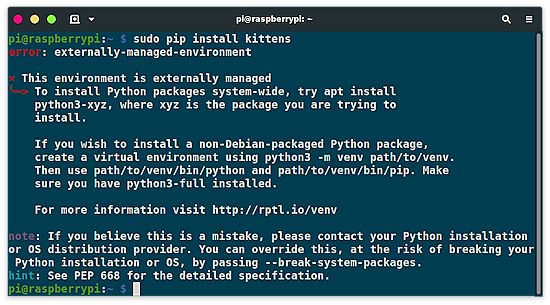 pi@raspberrypi: ~
pi@raspberrypi:~ $ sudo pip install kittens
error: externally-managed-environment
× This environment is externally managed
╰─> To install Python packages system-wide, try apt install
python3-xyz, where xyz is the package you are trying to
install.
If you wish to install a non-Debian-packaged Python package,
create a virtual environment using python3 -m venv path/to/venv.
Then use path/to/venv/bin/python and path/to/venv/bin/pip. Make
sure you have python3-full installed.
For more information visit http://rptl.io/venv
note: If you believe this is a mistake, please contact your Python installation
or OS distribution provider. You can override this, at the risk of breaking your
Python installation or OS, by passing --break-system-packages.
hint: See PEP 668 for the detailed specification.
pi@raspberrypi:~ $